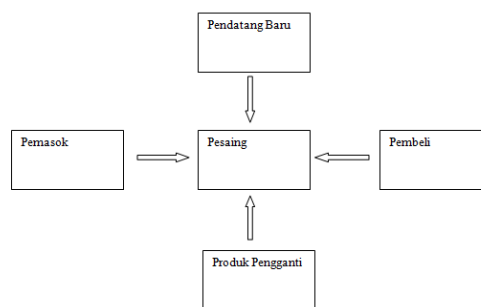 Pendatang Baru
Pemasok
Pesaing
Pembeli
Produk Pengganti